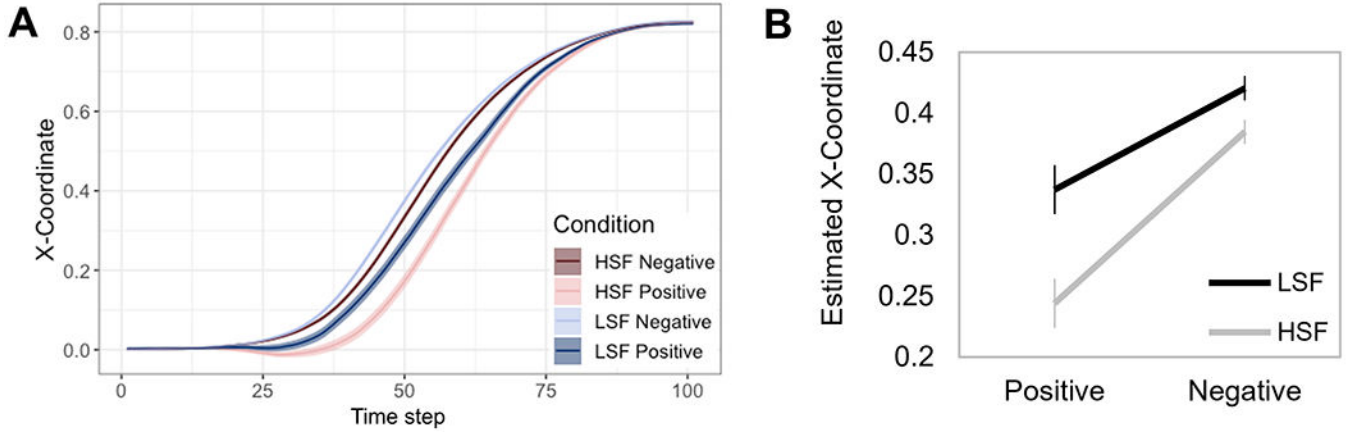 A
X-Coordinate
0.8
0.6
0.4
0.2
0.0
0
25
50
75
100
Time step
Condition
HSF Negative
HSF Positive
LSF Negative
LSF Positive
B
Estimated X-Coordinate
0.45
0.4
0.35
0.3
0.25
0.2
Positive
Negative
LSF
HSF